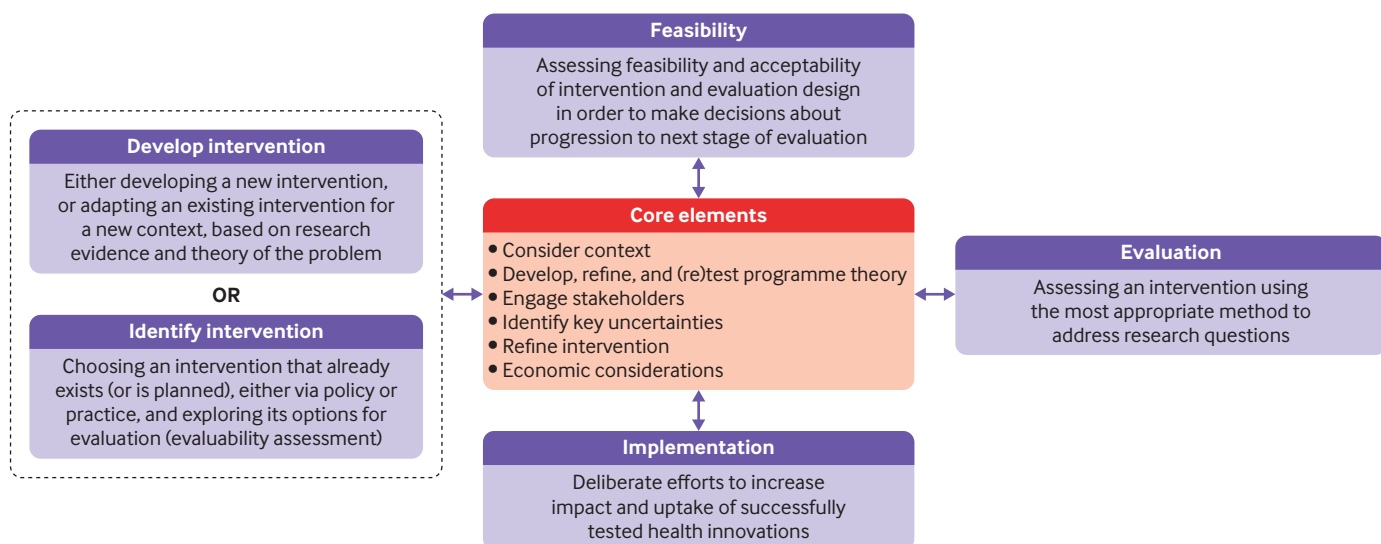 Feasibility
Assessing feasibility and acceptability
of intervention and evaluation design
in order to make decisions about
progression to next stage of evaluation
Develop intervention
Either developing a new intervention,
or adapting an existing intervention for
a new context, based on research
evidence and theory of the problem
OR
Identify intervention
Choosing an intervention that already
exists (or is planned), either via policy or
practice, and exploring its options for
evaluation (evaluability assessment)
Core elements
• Consider context
• Develop, refine, and (re)test programme theory
• Engage stakeholders
• Identify key uncertainties
• Refine intervention
• Economic considerations
Evaluation
Assessing an intervention using
the most appropriate method to
address research questions
Implementation
Deliberate efforts to increase
impact and uptake of successfully
tested health innovations